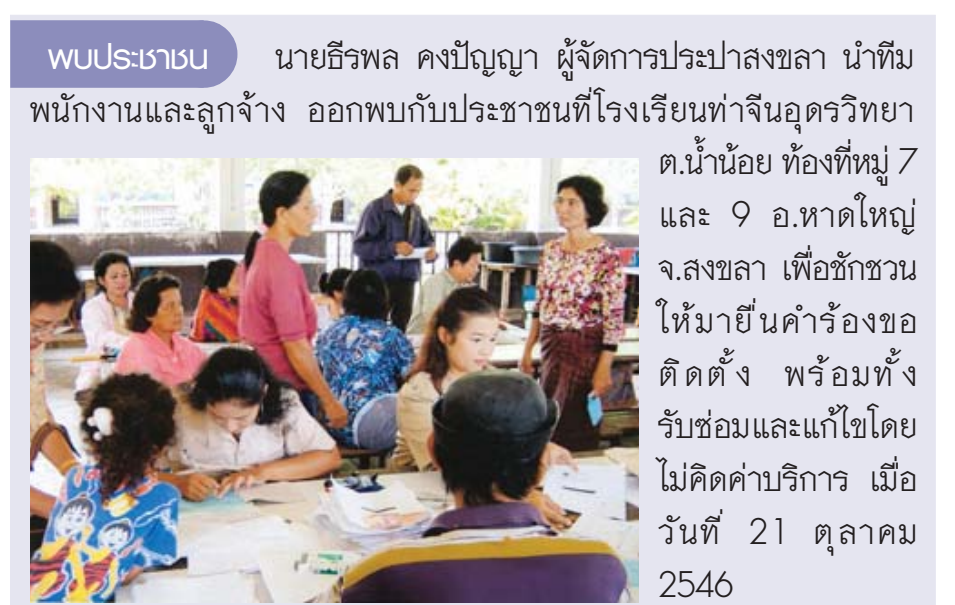 พบประชาชน นายธีรพล คงปัญญา ผู้จัดการประปาสงขลา นำทีม
พนักงานและลูกจ้าง ออกพบกับประชาชนที่โรงเรียนท่าจีนอุดรวิทยา
ต.น้ำน้อย ท้องที่หมู่ 7
และ 9 อ.หาดใหญ่
จ.สงขลา เพื่อชักชวน
ให้มายื่นคำร้องขอ
ติดตั้ง พร้อมทั้ง
รับซ่อมและแก้ไขโดย
ไม่คิดค่าบริการ เมื่อ
วันที่ 21 ตุลาคม
2546